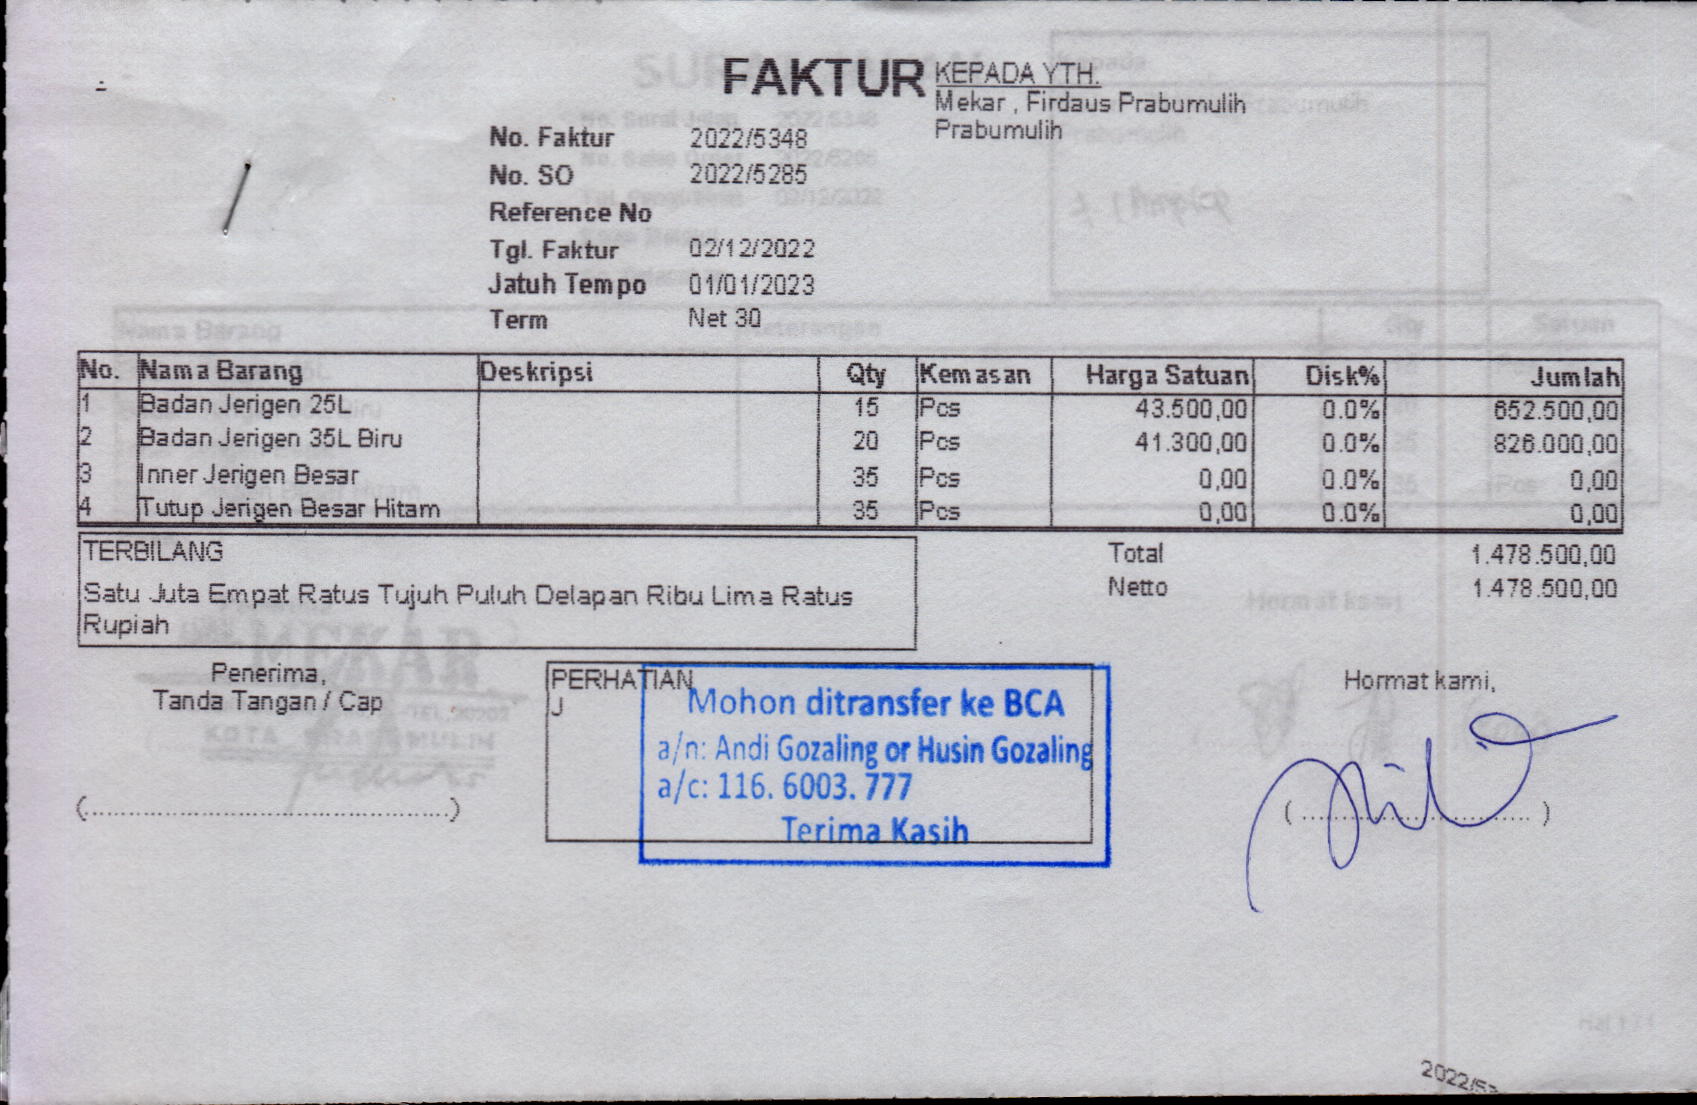 FAKTUR
KEPADA YTH.
Mekar , Firdaus Prabumulih
Prabumulih
No. Faktur 2022/5348
No. SO 2022/5285
Reference No
Tgl. Faktur 02/12/2022
Jatuh Tempo 01/01/2023
Term Net 30
No. Nama Barang Deskripsi Qty Kemasan Harga Satuan Disk% Jumlah
1 Badan Jerigen 25L 15 Pcs 43.500,00 0.0% 652.500,00
2 Badan Jerigen 35L Biru 20 Pcs 41.300,00 0.0% 826.000,00
3 Inner Jerigen Besar 35 Pcs 0,00 0.0% 0,00
4 Tutup Jerigen Besar Hitam 35 Pcs 0,00 0.0% 0,00
TERBILANG
Satu Juta Empat Ratus Tujuh Puluh Delapan Ribu Lima Ratus
Rupiah
Total 1.478.500,00
Netto 1.478.500,00
Penerima,
Tanda Tangan / Cap
(..............................................)
PERHATIAN
J
Mohon ditransfer ke BCA
a/n: Andi Gozaling or Husin Gozaling
a/c: 116. 6003. 777
Terima Kasih
Hormat kami,
(..............................)